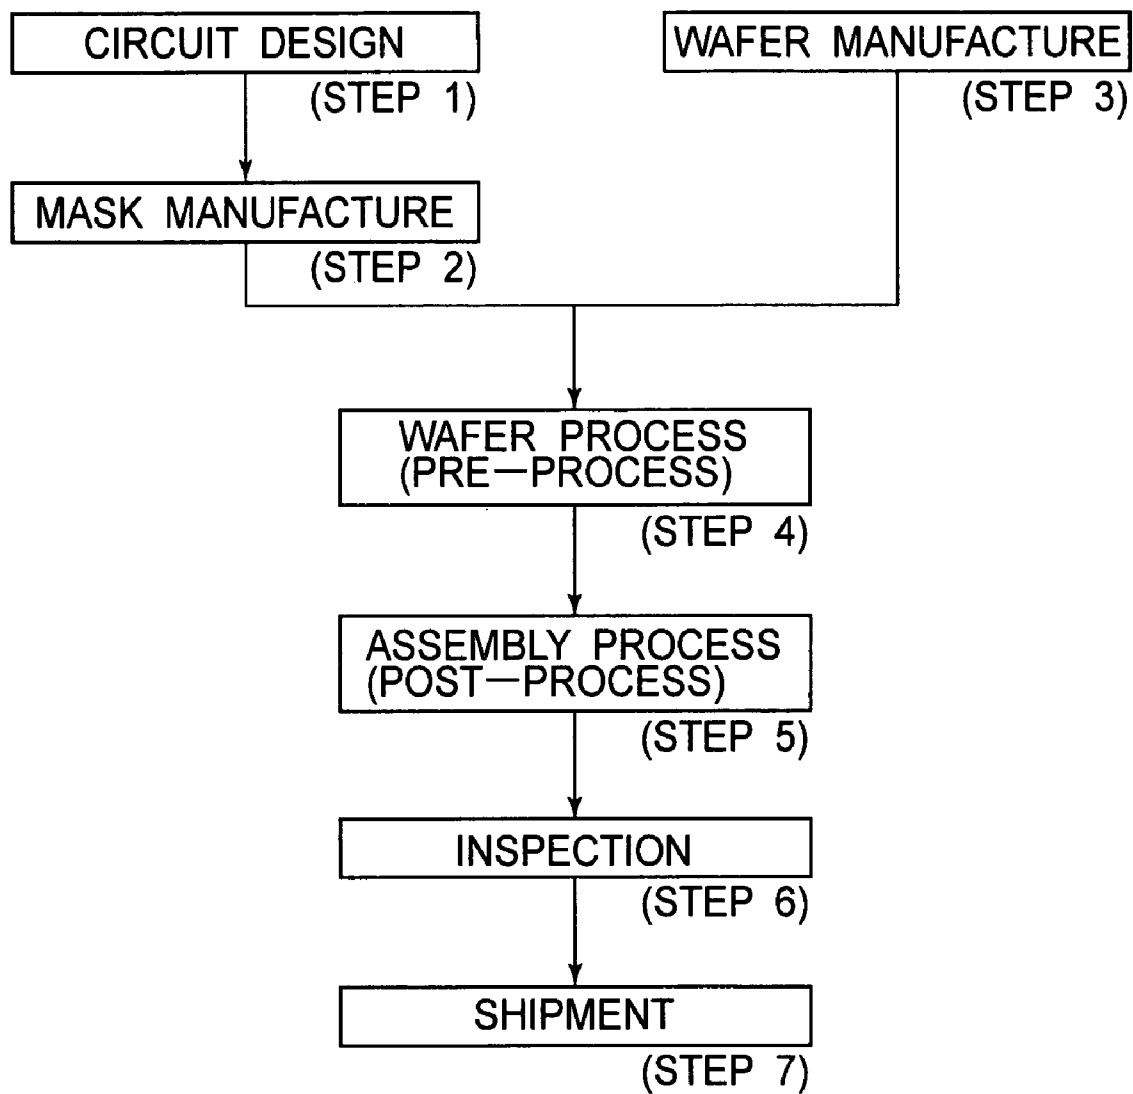 CIRCUIT DESIGN
(STEP 1)
WAFER MANUFACTURE
(STEP 3)
MASK MANUFACTURE
(STEP 2)
WAFER PROCESS
(PRE—PROCESS)
(STEP 4)
ASSEMBLY PROCESS
(POST—PROCESS)
(STEP 5)
INSPECTION
(STEP 6)
SHIPMENT
(STEP 7)